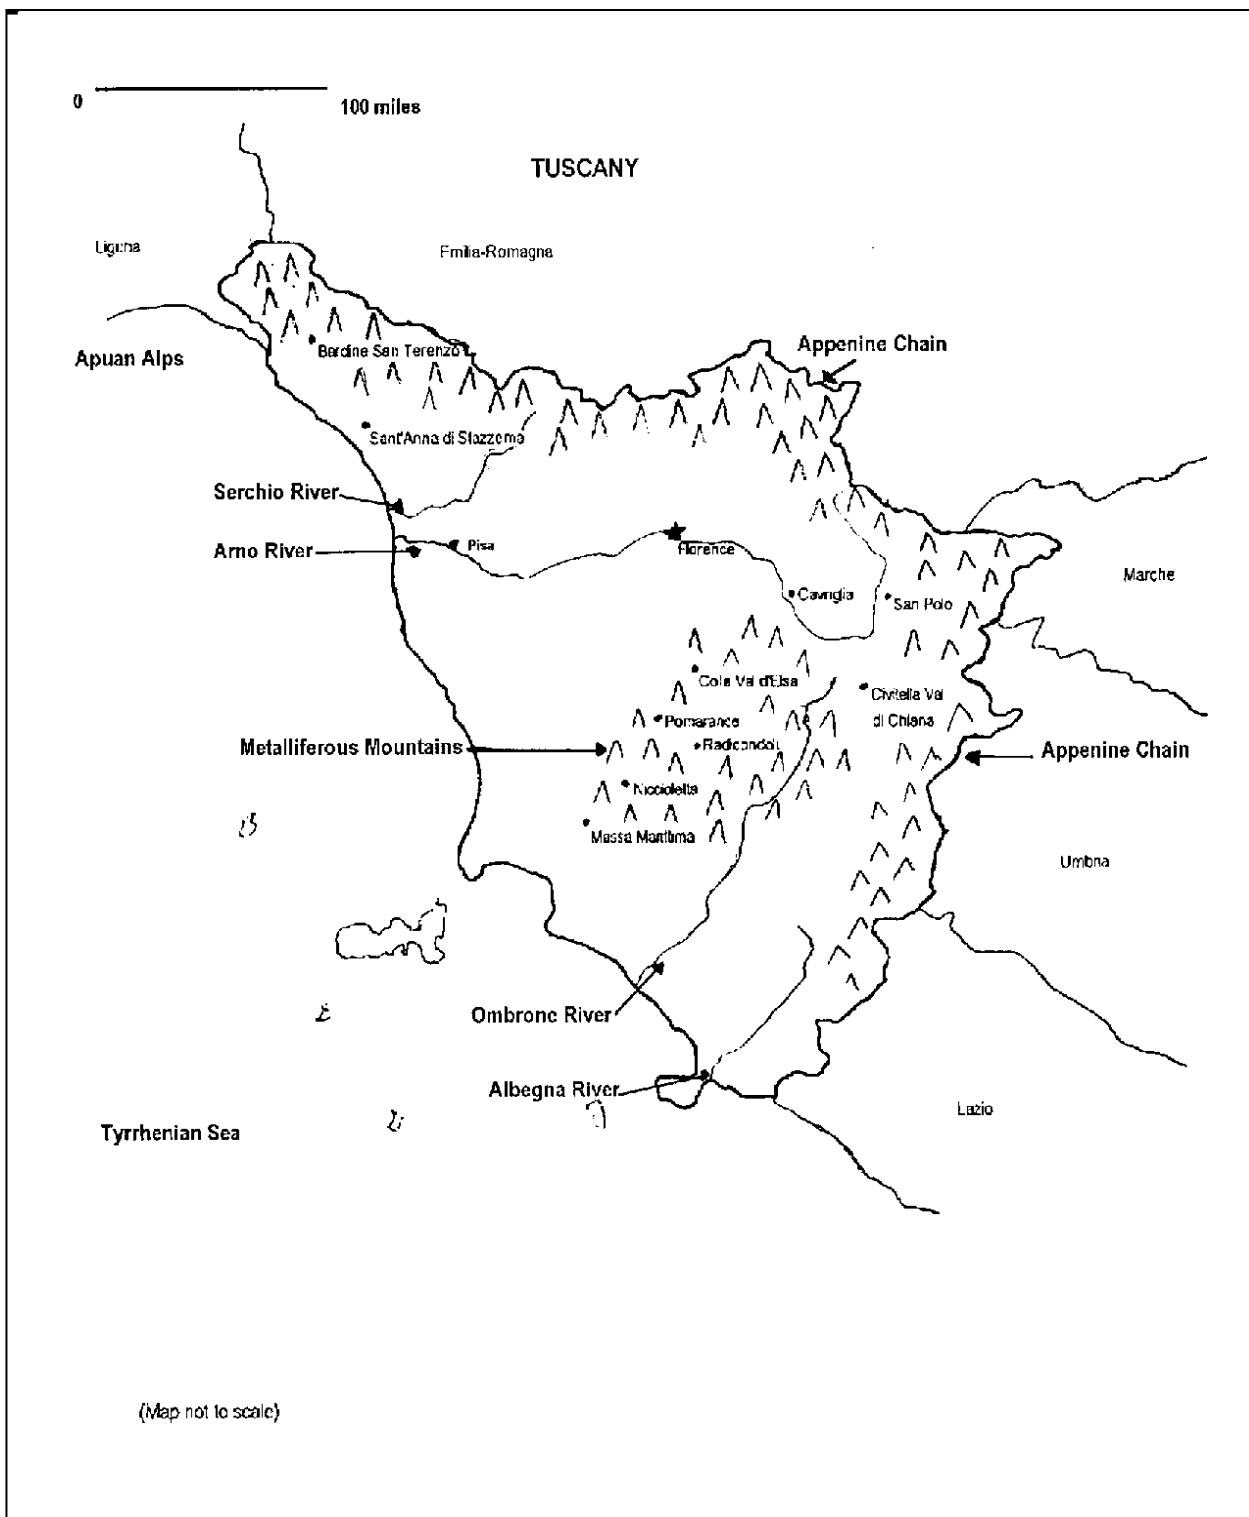 0
100 miles
TUSCANY
Liguria
Emilia-Romagna
Apuan Alps
Appenine Chain
Bardine San Terenzo
Sant'Anna di Stazzema
Serchio River
Arno River
Pisa
Florence
Marche
Cavriglia
San Polo
Colle Val d'Elsa
Civitella Val
di Chiana
Pomarance
Metalliferous Mountains
Radicondoli
Appenine Chain
Niccioleta
Massa Marittima
Umbria
Ombrone River
Albegna River
Lazio
Tyrrhenian Sea
(Map not to scale)